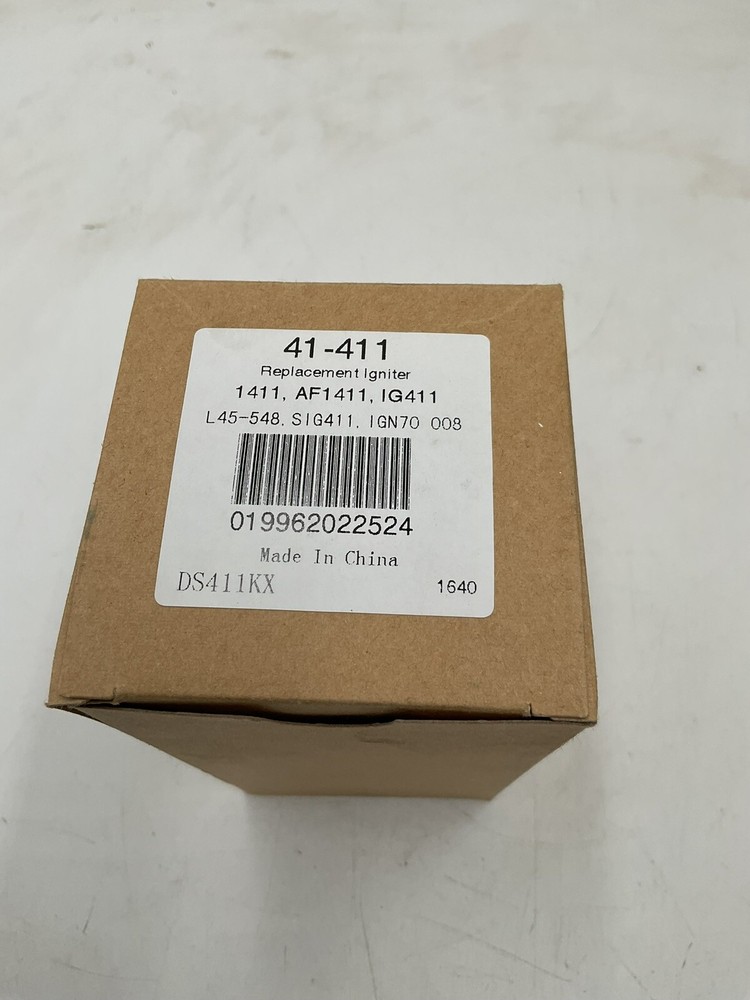 41-411
Replacement Igniter
1411, AF1411, IG411
L45-548, SIG411, IGN70 008
019962022524
Made In China
DS411KX 1640